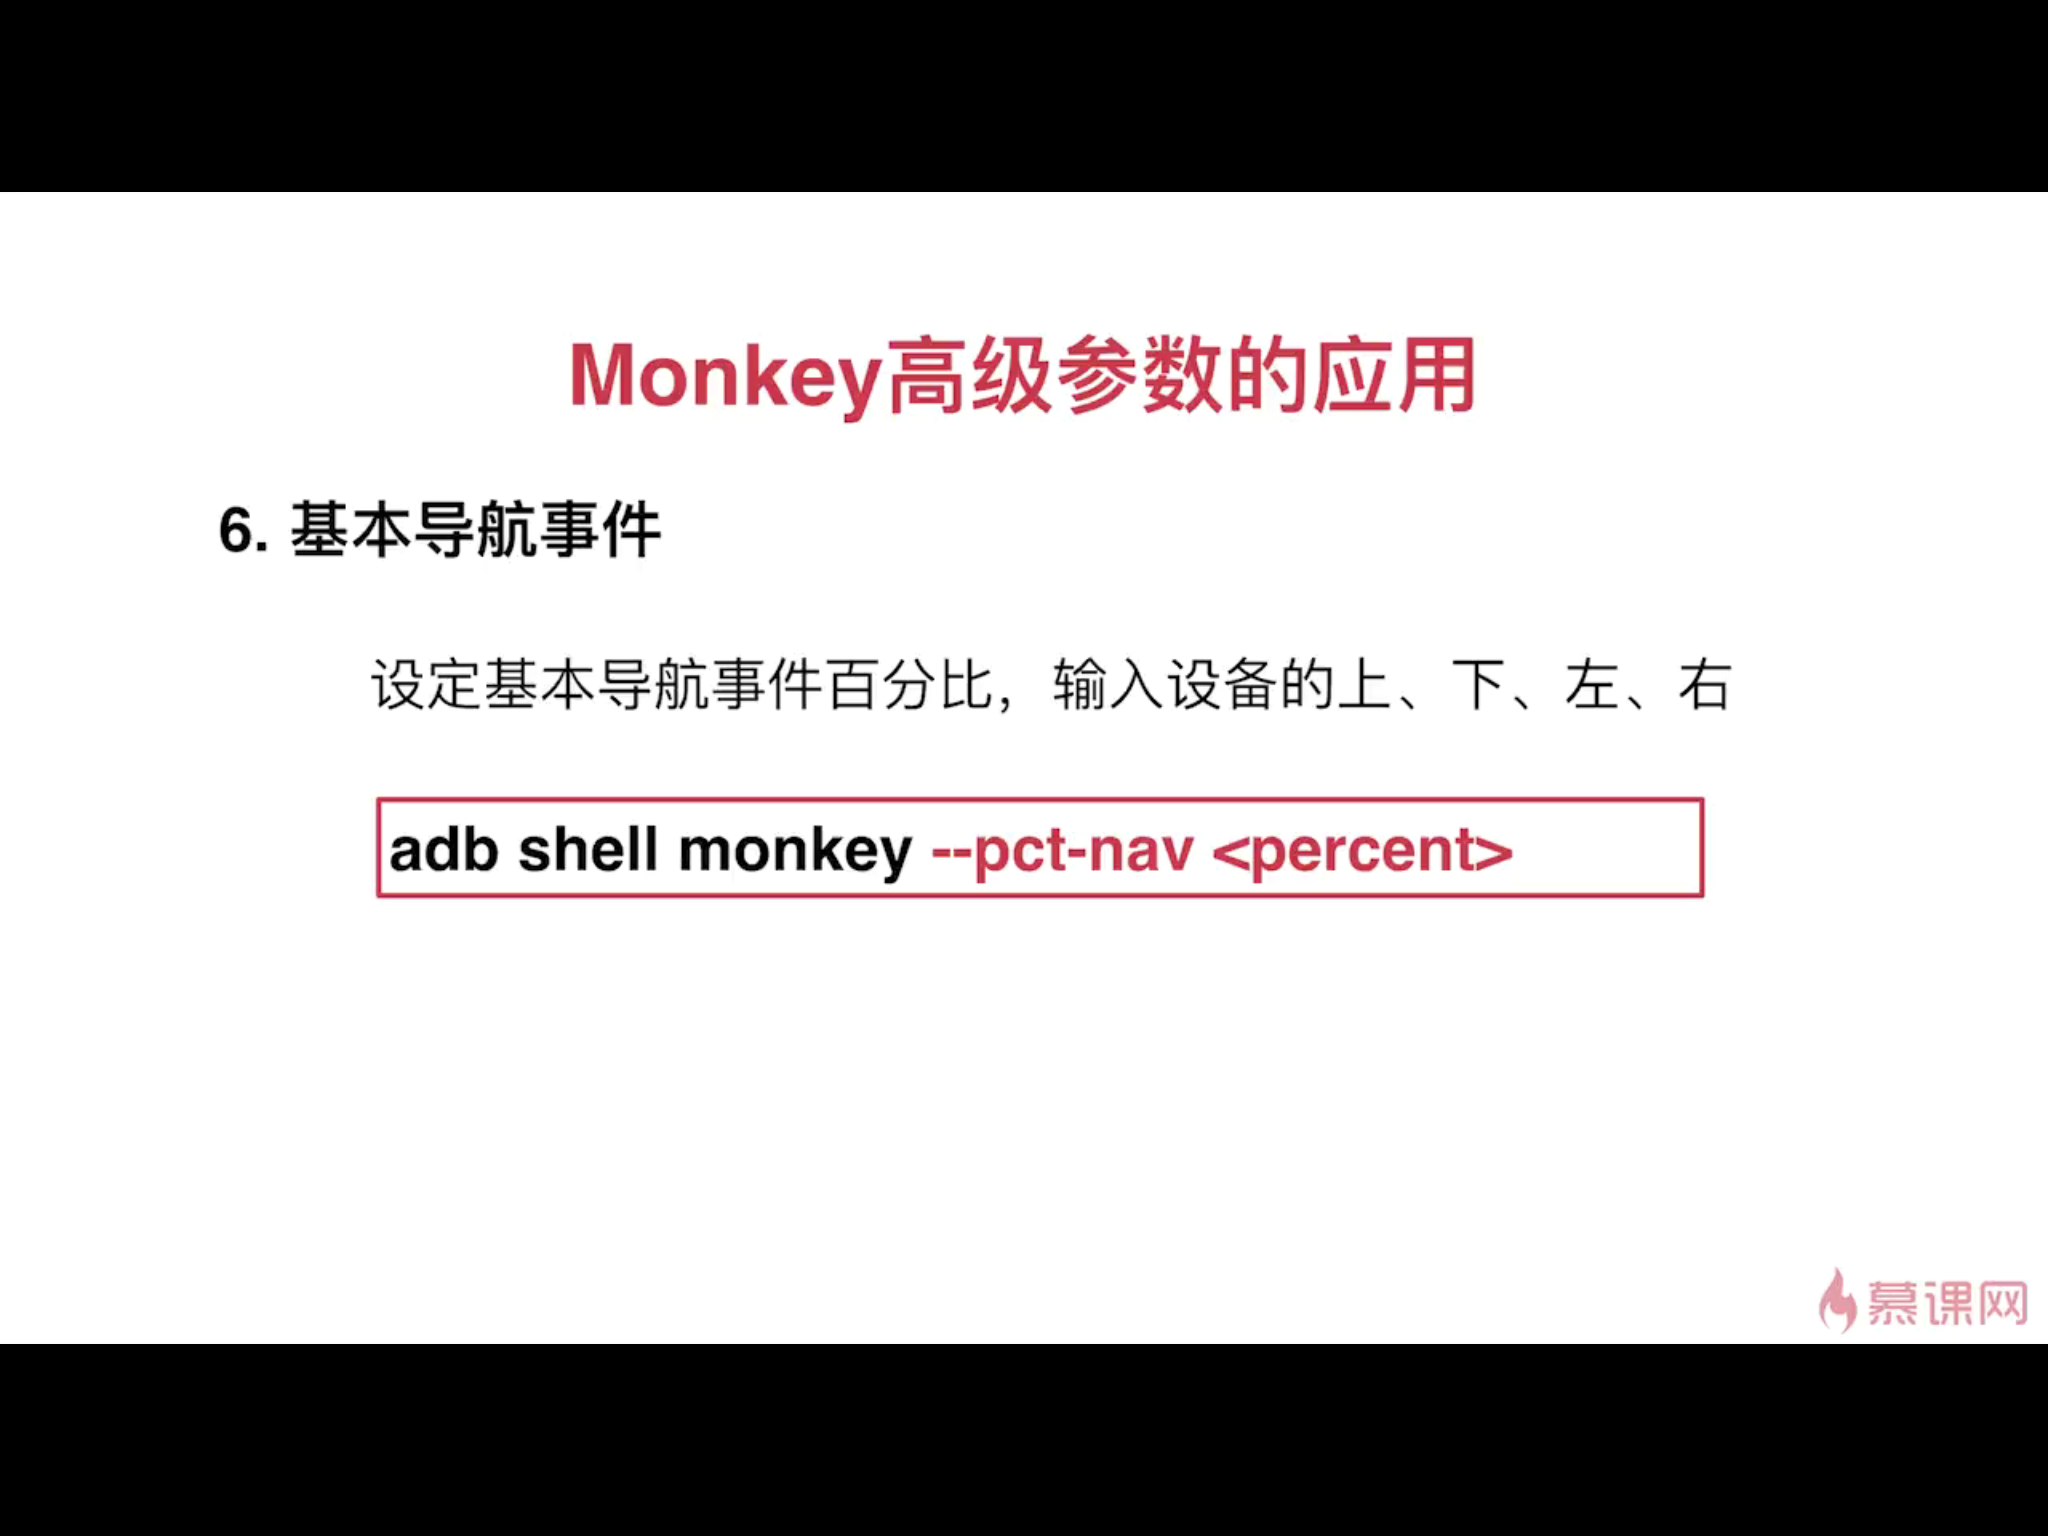 Monkey高级参数的应用
6. 基本导航事件
设定基本导航事件百分比，输入设备的上、下、左、右
adb shell monkey --pct-nav <percent>
慕课网